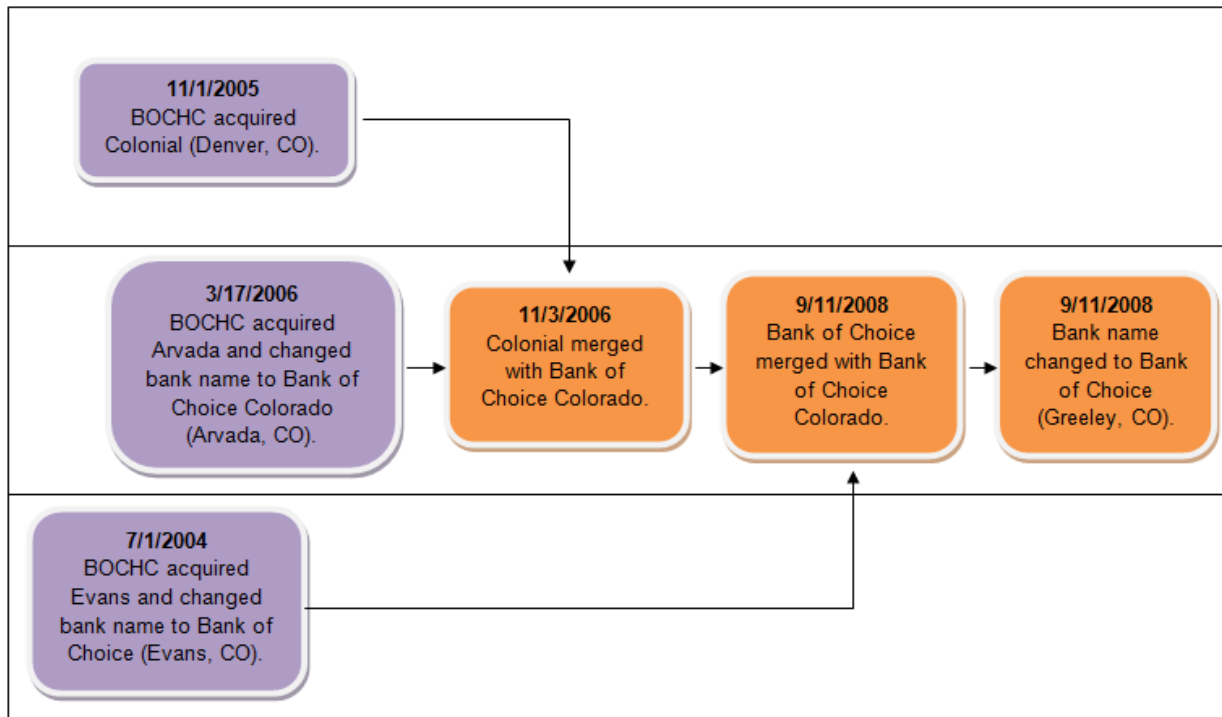 11/1/2005
BOCHC acquired
Colonial (Denver, CO).
3/17/2006
BOCHC acquired
Arvada and changed
bank name to Bank of
Choice Colorado
(Arvada, CO).
11/3/2006
Colonial merged
with Bank of
Choice Colorado.
9/11/2008
Bank of Choice
merged with Bank
of Choice
Colorado.
9/11/2008
Bank name
changed to Bank
of Choice
(Greeley, CO).
7/1/2004
BOCHC acquired
Evans and changed
bank name to Bank of
Choice (Evans, CO).